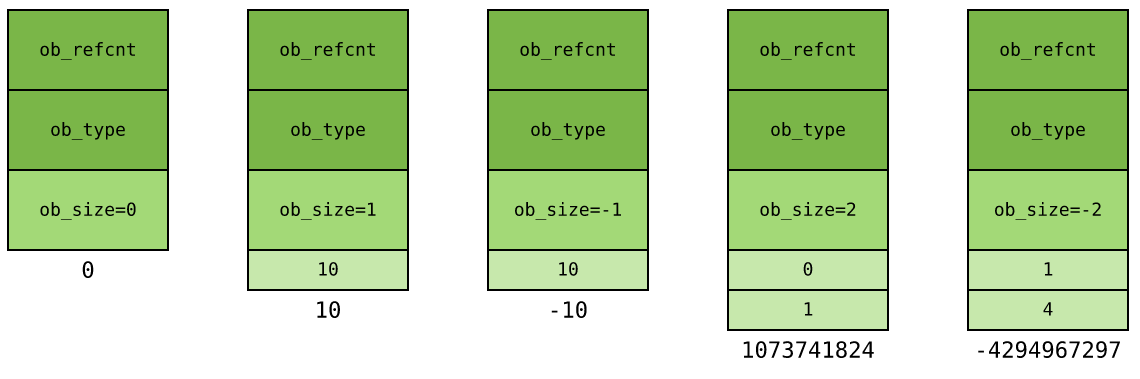 ob_refcnt
ob_type
ob_size=0
0
ob_refcnt
ob_type
ob_size=1
10
10
ob_refcnt
ob_type
ob_size=-1
10
-10
ob_refcnt
ob_type
ob_size=2
0
1
1073741824
ob_refcnt
ob_type
ob_size=-2
1
4
-4294967297